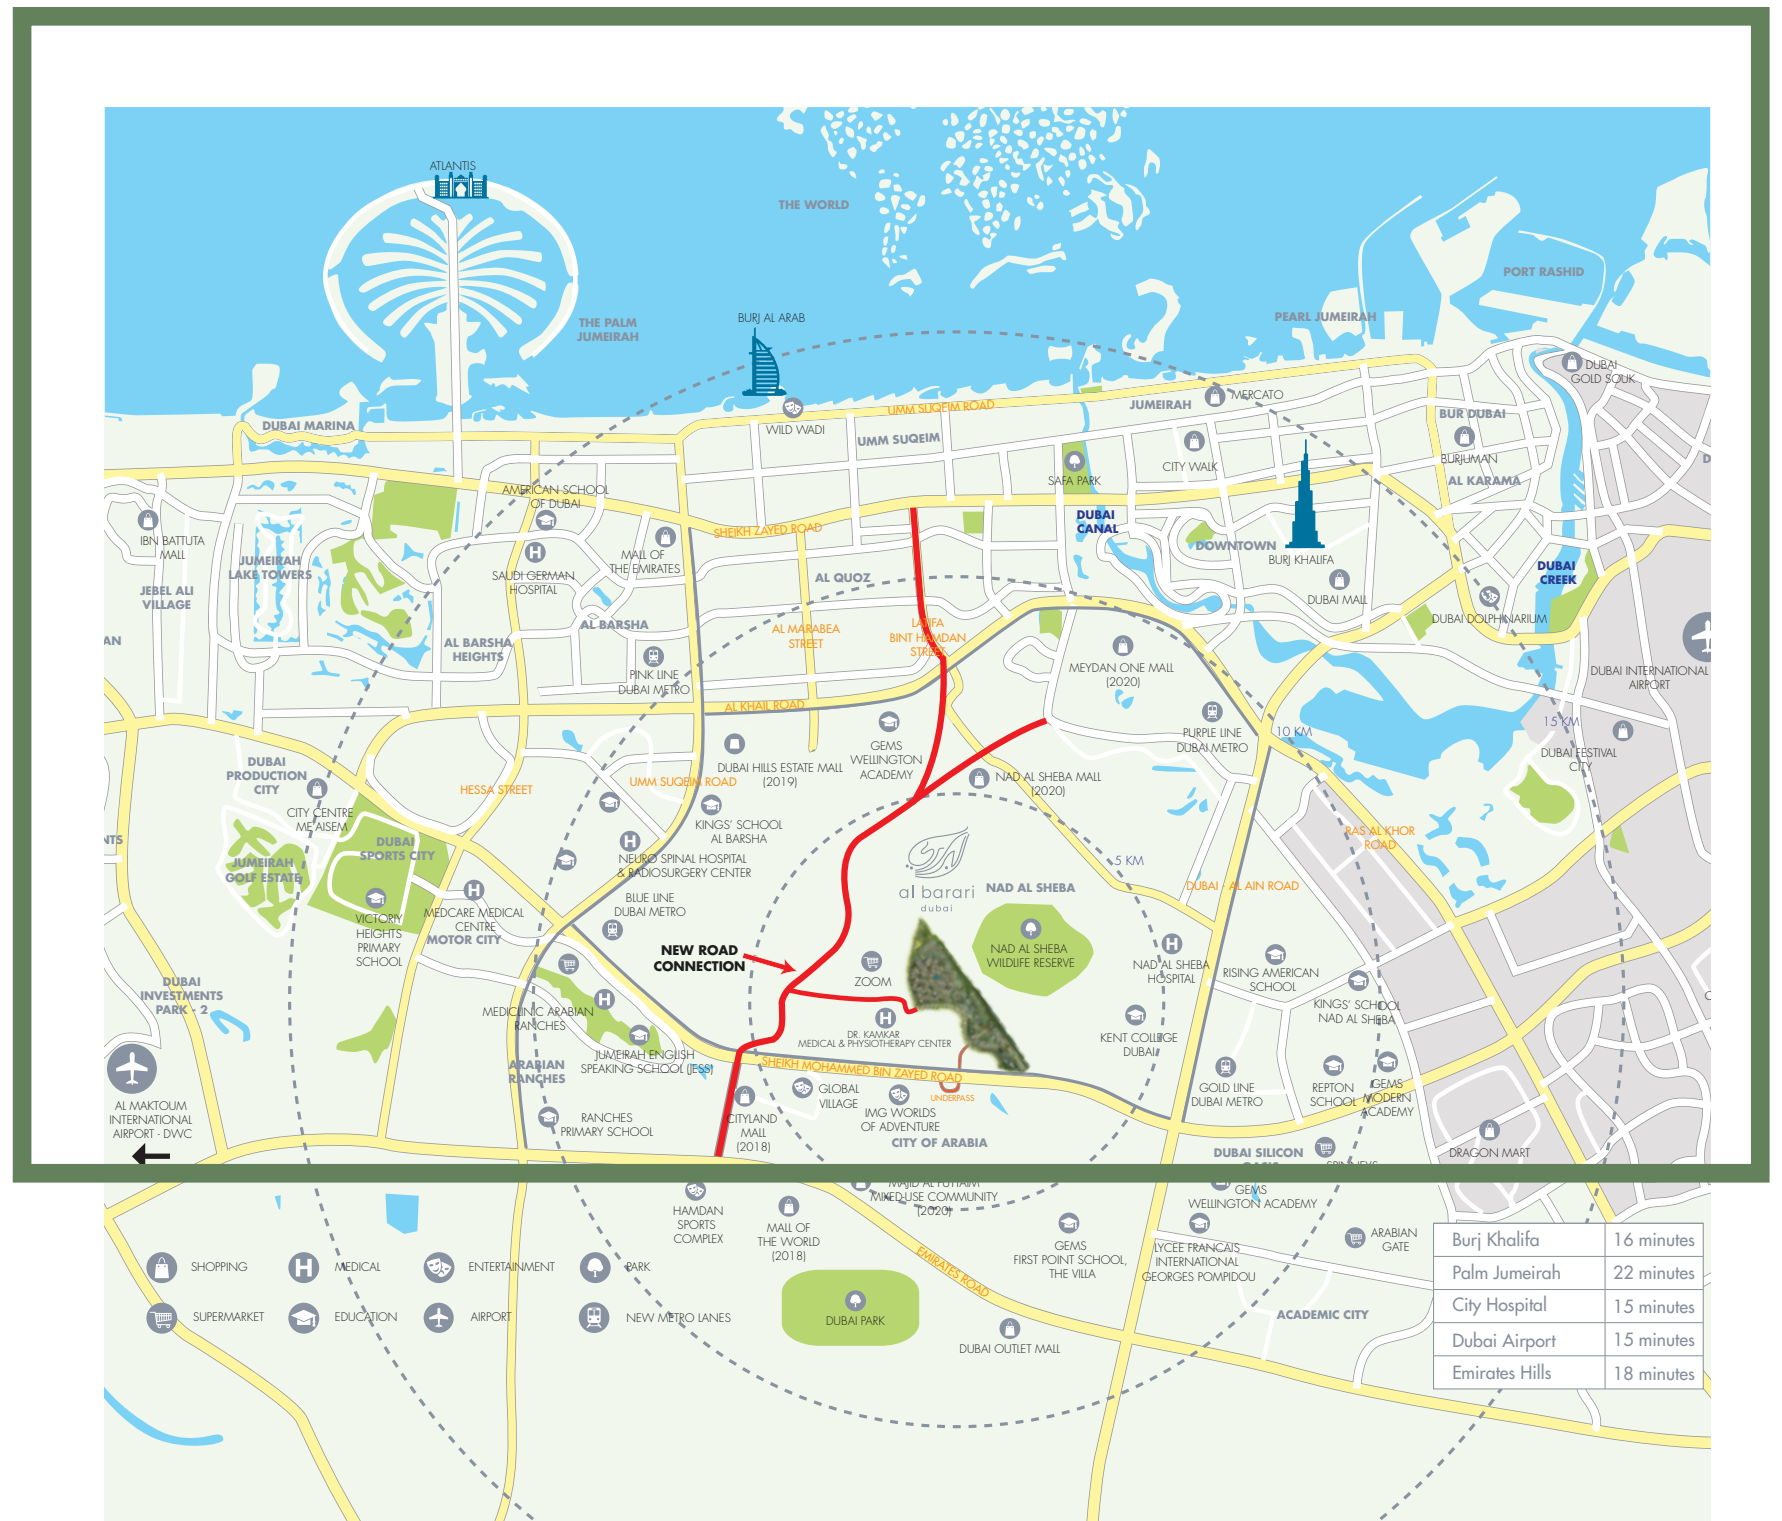 ATLANTIS
THE WORLD
PORT RASHID
THE PALM
JUMEIRAH
BURJ AL ARAB
PEARL JUMEIRAH
DUBAI
GOLD SOUK
MERCATO
UMM SUQEIM ROAD
JUMEIRAH
BUR DUBAI
DUBAI MARINA
WILD WADI
UMM SUQEIM
BURJUMAN
CITY WALK
SAFA PARK
AL KARAMA
D
AMERICAN SCHOOL
OF DUBAI
SHEIKH ZAYED ROAD
DUBAI
CANAL
IBN BATTUTA
MALL
MALL OF
THE EMIRATES
DOWNTOWN
BURJ KHALIFA
JUMEIRAH
LAKE TOWERS
SAUDI GERMAN
HOSPITAL
AL QUOZ
DUBAI
CREEK
JEBEL ALI
VILLAGE
DUBAI MALL
DUBAI DOLPHINARIUM
AL BARSHA
AL MARABEA
STREET
LATIFA
BINT HAMDAN
STREET
AN
AL BARSHA
HEIGHTS
PINK LINE
DUBAI METRO
MEYDAN ONE MALL
(2020)
DUBAI INTERNATIONAL
AIRPORT
AL KHAIL ROAD
15 KM
10 KM
PURPLE LINE
DUBAI METRO
GEMS
WELLINGTON
ACADEMY
DUBAI FESTIVAL
CITY
DUBAI
PRODUCTION
CITY
DUBAI HILLS ESTATE MALL
(2019)
NAD AL SHEBA MALL
(2020)
HESSA STREET
UMM SUQEIM ROAD
CITY CENTRE
ME'AISEM
KINGS' SCHOOL
AL BARSHA
RAS AL KHOR
ROAD
NTS
DUBAI
SPORTS CITY
JUMEIRAH
GOLF ESTATE
NEURO SPINAL HOSPITAL
& RADIOSURGERY CENTER
5 KM
al barari
dubai
NAD AL SHEBA
DUBAI - AL AIN ROAD
BLUE LINE
DUBAI METRO
VICTORIY
HEIGHTS
PRIMARY
SCHOOL
MEDCARE MEDICAL
CENTRE
MOTOR CITY
NEW ROAD
CONNECTION
NAD AL SHEBA
WILDLIFE RESERVE
NAD AL SHEBA
HOSPITAL
RISING AMERICAN
SCHOOL
DUBAI
INVESTMENTS
PARK - 2
ZOOM
C
MEDICLINIC ARABIAN
RANCHES
KINGS' SCHOOL
NAD AL SHEBA
DR. KAMKAR
MEDICAL & PHYSIOTHERAPY CENTER
KENT COLLEGE
DUBAI
JUMEIRAH ENGLISH
SPEAKING SCHOOL (JESS)
ARABIAN
RANCHES
SHEIKH MOHAMMED BIN ZAYED ROAD
UNDERPASS
GOLD LINE
DUBAI METRO
REPTON
SCHOOL
GEMS
MODERN
ACADEMY
AL MAKTOUM
INTERNATIONAL
AIRPORT - DWC
RANCHES
PRIMARY SCHOOL
CITYLAND
MALL
(2018)
GLOBAL
VILLAGE
IMG WORLDS
OF ADVENTURE
CITY OF ARABIA
DUBAI SILICON
DRAGON MART
MIXED-USE COMMUNITY
(2020)
GEMS
WELLINGTON ACADEMY
HAMDAN
SPORTS
COMPLEX
MALL OF
THE WORLD
(2018)
GEMS
FIRST POINT SCHOOL,
THE VILLA
LYCEE FRANCAIS
INTERNATIONAL
GEORGES POMPIDOU
ARABIAN
GATE
EMIRATES ROAD
ACADEMIC CITY
DUBAI PARK
DUBAI OUTLET MALL
SHOPPING
MEDICAL
ENTERTAINMENT
PARK
SUPERMARKET
EDUCATION
AIRPORT
NEW METRO LANES
Burj Khalifa 16 minutes
Palm Jumeirah 22 minutes
City Hospital 15 minutes
Dubai Airport 15 minutes
Emirates Hills 18 minutes